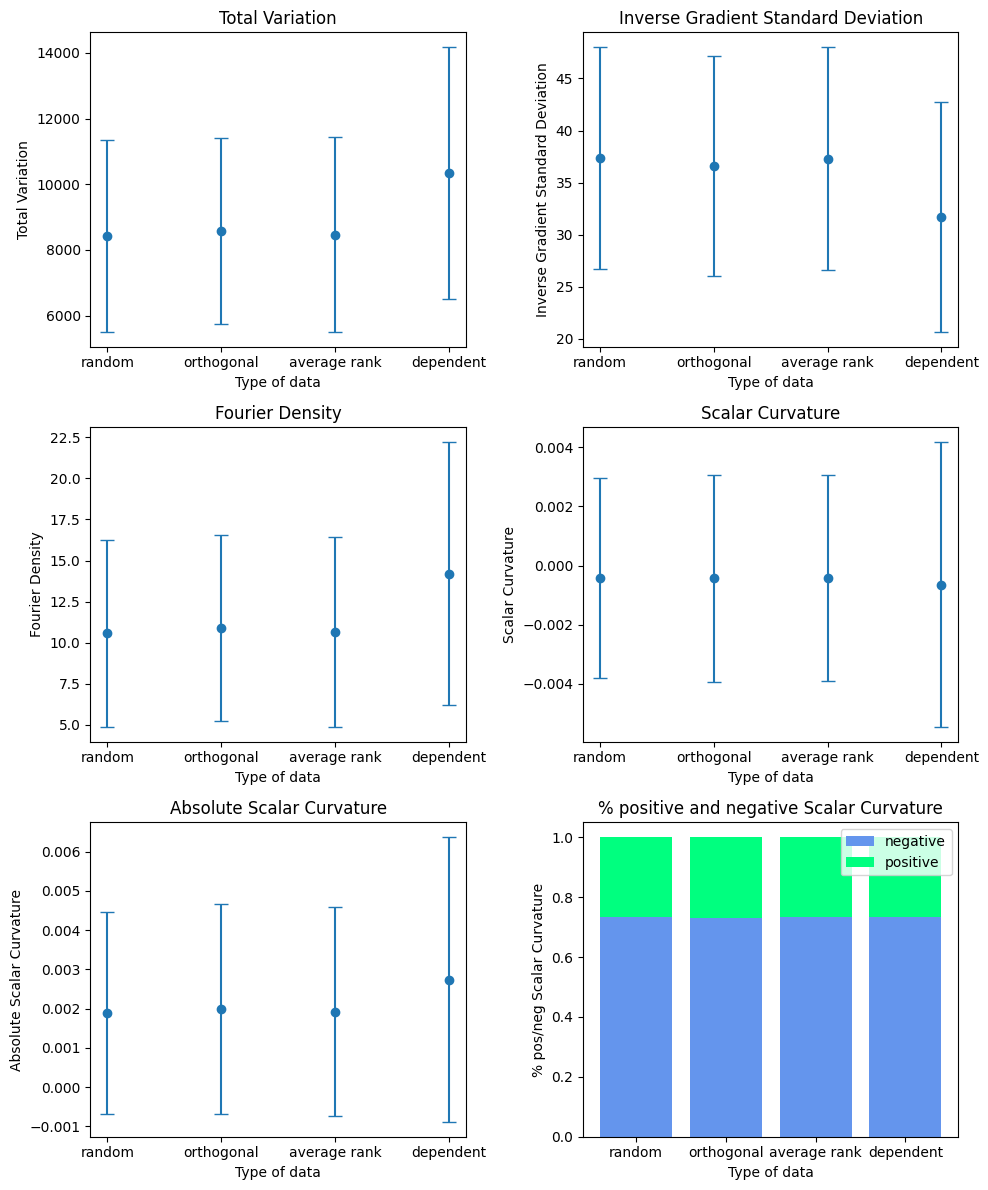 Total Variation
Total Variation
14000
12000
10000
8000
6000
random orthogonal average rank dependent
Type of data
Inverse Gradient Standard Deviation
Inverse Gradient Standard Deviation
45
40
35
30
25
20
random orthogonal average rank dependent
Type of data
Fourier Density
Fourier Density
22.5
20.0
17.5
15.0
12.5
10.0
7.5
5.0
random orthogonal average rank dependent
Type of data
Scalar Curvature
Scalar Curvature
0.004
0.002
0.000
−0.002
−0.004
random orthogonal average rank dependent
Type of data
Absolute Scalar Curvature
Absolute Scalar Curvature
0.006
0.005
0.004
0.003
0.002
0.001
0.000
−0.001
random orthogonal average rank dependent
Type of data
% positive and negative Scalar Curvature
% pos/neg Scalar Curvature
1.0
0.8
0.6
0.4
0.2
0.0
negative
positive
random orthogonal average rank dependent
Type of data